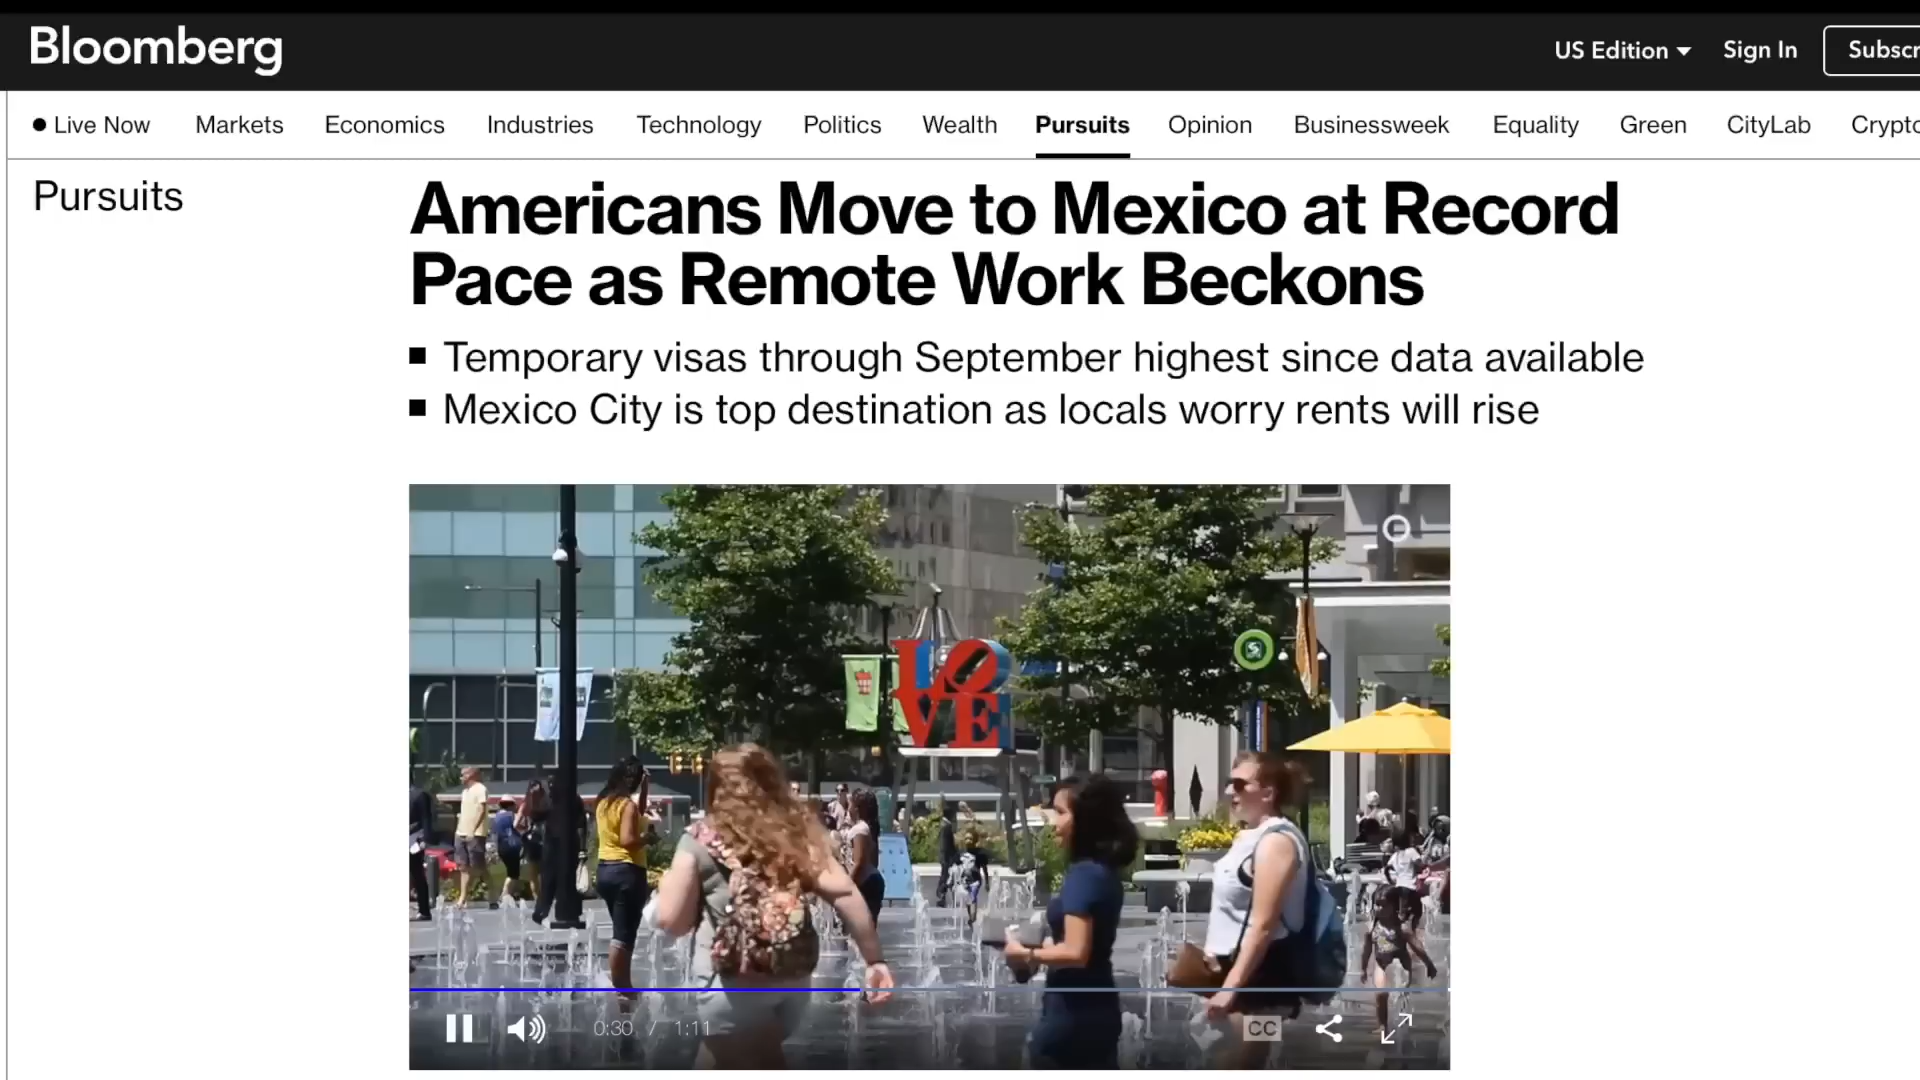 Bloomberg
US Edition
Sign In
Subscr
Live Now
Markets
Economics
Industries
Technology
Politics
Wealth
Pursuits
Opinion
Businessweek
Equality
Green
CityLab
Crypto
Pursuits
Americans Move to Mexico at Record
Pace as Remote Work Beckons
Temporary visas through September highest since data available
Mexico City is top destination as locals worry rents will rise
LO
VE
0:30 / 1:11
CC